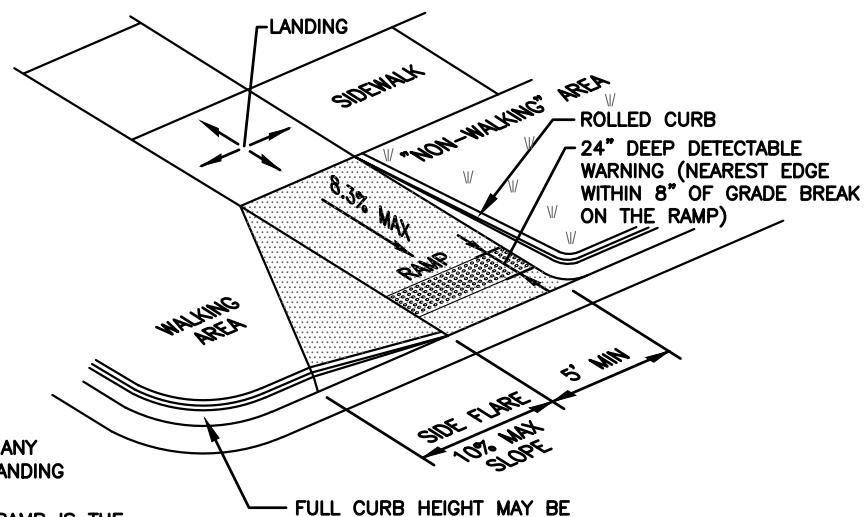 LANDING
SIDEWALK
"NON-WALKING" AREA
ROLLED CURB
24" DEEP DETECTABLE
WARNING (NEAREST EDGE
WITHIN 8" OF GRADE BREAK
ON THE RAMP)
8.3% MAX
RAMP
WALKING
AREA
5' MIN
SIDE FLARE
10% MAX
SLOPE
ANY
ANDING
RAMP IS THE
FULL CURB HEIGHT MAY BE